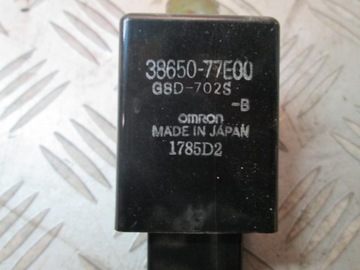 38650-77E00
G8D-702S
-B
omron
MADE IN JAPAN
1785D2